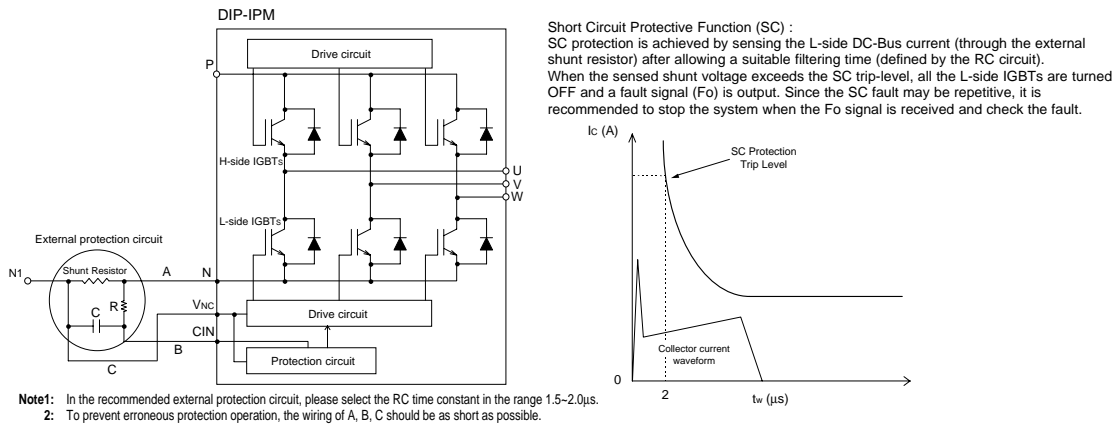 DIP-IPM
Drive circuit
P
H-side IGBTs
U
V
W
L-side IGBTs
External protection circuit
N1
Shunt Resistor
A
N
R
C
VNC
Drive circuit
CIN
B
C
Protection circuit
Short Circuit Protective Function (SC) :
SC protection is achieved by sensing the L-side DC-Bus current (through the external
shunt resistor) after allowing a suitable filtering time (defined by the RC circuit).
When the sensed shunt voltage exceeds the SC trip-level, all the L-side IGBTs are turned
OFF and a fault signal (Fo) is output. Since the SC fault may be repetitive, it is
recommended to stop the system when the Fo signal is received and check the fault.
IC (A)
SC Protection
Trip Level
Collector current
waveform
0
2
tw (μs)
Note1: In the recommended external protection circuit, please select the RC time constant in the range 1.5~2.0μs.
2: To prevent erroneous protection operation, the wiring of A, B, C should be as short as possible.